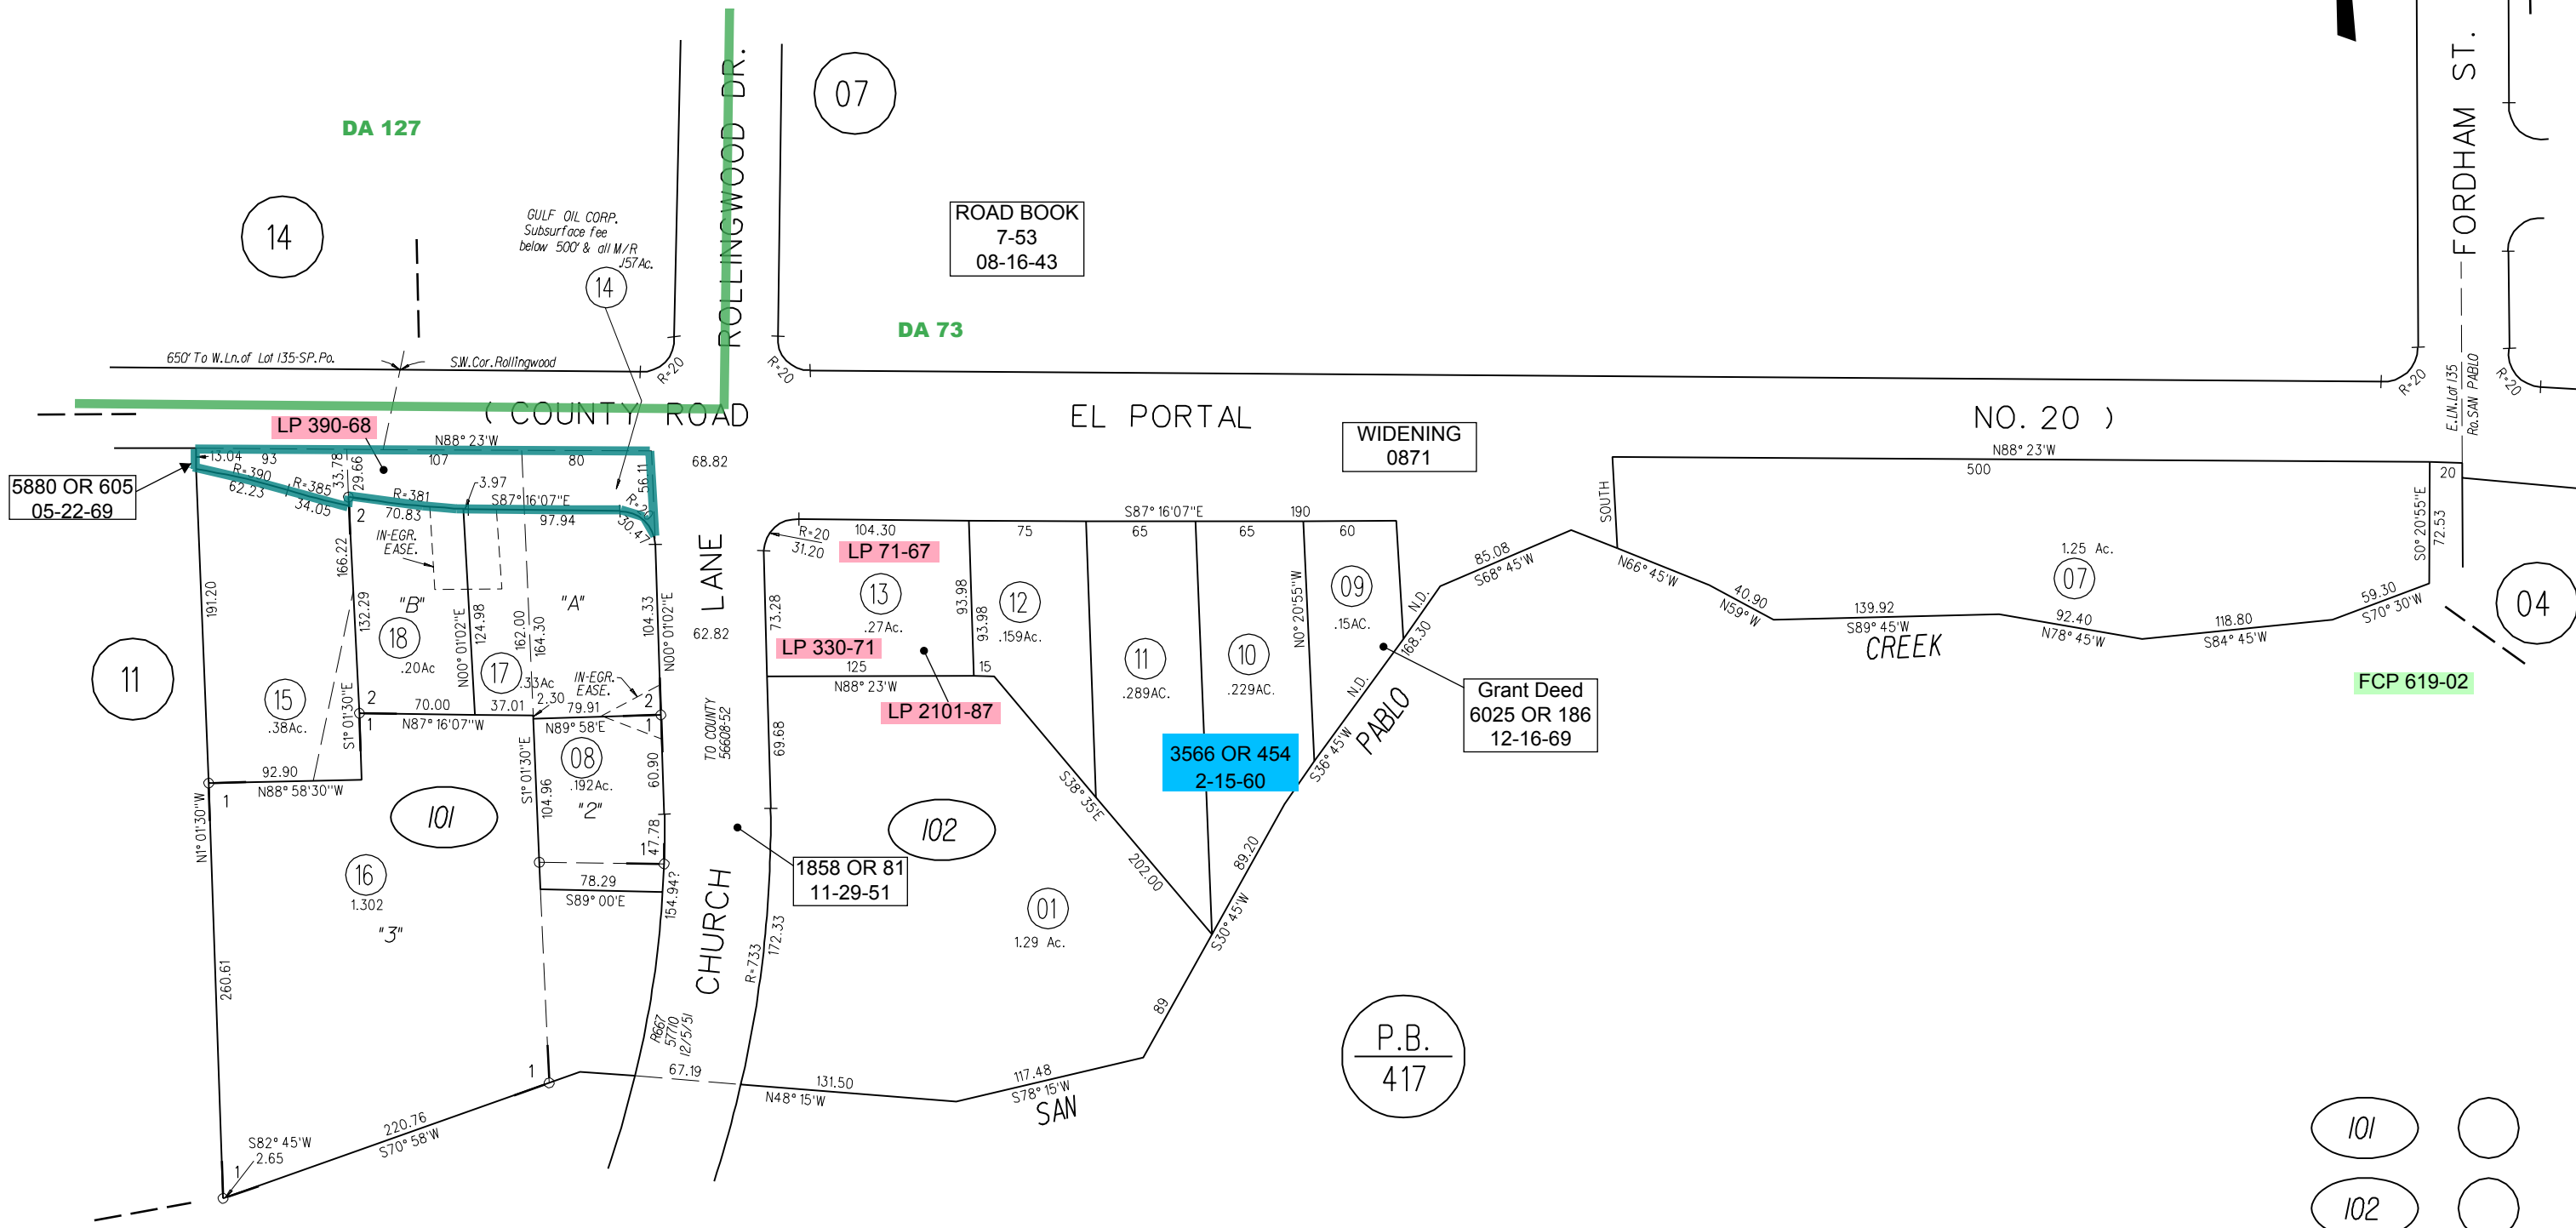 07
DA 127
ROLLINGWOOD DR.
FORDHAM ST.
14
GULF OIL CORP.
Subsurface fee
below 500' & all M/R
.157Ac.
14
ROAD BOOK
7-53
08-16-43
DA 73
650' To W.Ln.of Lot 135-SP.Po.
S.W.Cor.Rollingwood
R=20
R=20
R=20
R=20
E.LN.Lot 135
Ro.SAN PABLO
( COUNTY ROAD
EL PORTAL
NO. 20 )
LP 390-68
WIDENING
0871
N88° 23'W
13.04
93
33.78
29.66
107
80
56.11
68.82
N88° 23'W
500
20
5880 OR 605
05-22-69
R=390
62.23
R=385
34.05
R=381
70.83
3.97
S87° 16'07"E
97.94
R=20
30.47
2
IN-EGR.
EASE.
166.22
132.29
191.20
"B"
18
.20Ac
N00° 01'02"E
124.98
162.00
164.30
"A"
17
.33Ac
IN-EGR.
EASE.
104.33
N00° 01'02"E
LANE
62.82
R=20
31.20
104.30
LP 71-67
75
S87° 16'07"E
65
65
190
60
SOUTH
13
.27Ac.
73.28
93.98
93.98
12
.159Ac.
11
.289AC.
10
.229AC.
N0° 20'55"W
09
.15AC.
N.D.
168.30
N.D.
85.08
S68° 45'W
N66° 45'W
40.90
N59° W
139.92
S89° 45'W
CREEK
92.40
N78° 45'W
118.80
S84° 45'W
59.30
S70° 30'W
1.25 Ac.
07
S0° 20'55"E
72.53
04
FCP 619-02
11
15
.38Ac.
S1° 01'30"E
2
1
70.00
N87° 16'07"W
37.01
2.30
79.91
N89° 58'E
2
1
LP 330-71
125
N88° 23'W
15
LP 2101-87
Grant Deed
6025 OR 186
12-16-69
PABLO
S36° 45'W
3566 OR 454
2-15-60
92.90
N88° 58'30"W
1
N1° 01'30"W
101
S1° 01'30"E
104.96
08
.192Ac.
"2"
60.90
47.78
1
TO COUNTY
56608-52
69.68
S38° 35'E
202.00
102
89.20
S30° 45'W
1858 OR 81
11-29-51
16
1.302
"3"
78.29
S89° 00'E
154.94?
CHURCH
R=733
172.33
01
1.29 Ac.
89
260.61
R667
57710
12/5/51
67.19
131.50
N48° 15'W
117.48
S78° 15'W
SAN
P.B.
417
1
220.76
S70° 58'W
S82° 45'W
2.65
1
101
102